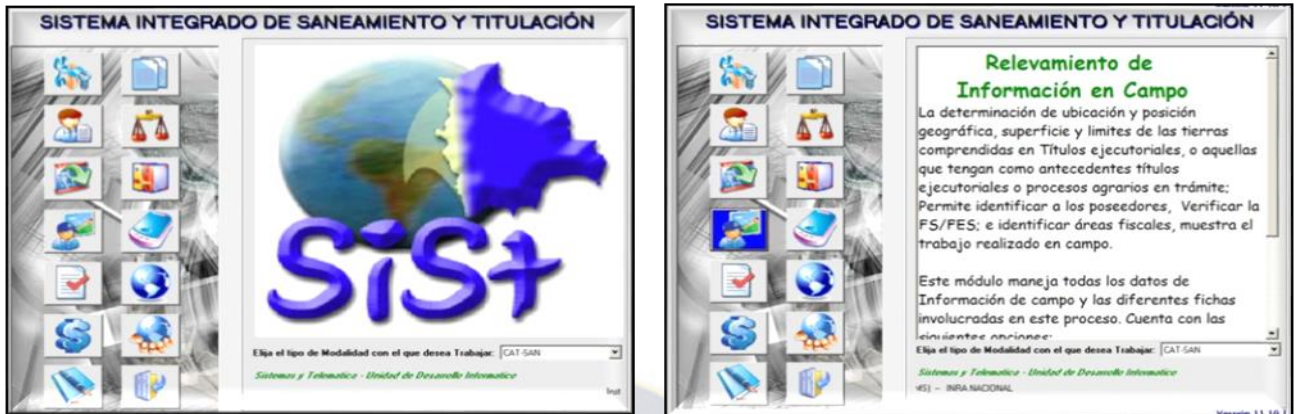 SISTEMA INTEGRADO DE SANEAMIENTO Y TITULACIÓN
SiSt
Elija el tipo de Modalidad con el que desea Trabajar: CAT-SAN
Sistemas y Telematica - Unidad de Desarrollo Informatico
Inst
SISTEMA INTEGRADO DE SANEAMIENTO Y TITULACIÓN
Relevamiento de
Información en Campo
La determinación de ubicación y posición
geográfica, superficie y limites de las tierras
comprendidas en Títulos ejecutoriales, o aquellas
que tengan como antecedentes títulos
ejecutoriales o procesos agrarios en trámite;
Permite identificar a los poseedores, Verificar la
FS/FES; e identificar áreas fiscales, muestra el
trabajo realizado en campo.
Este módulo maneja todas los datos de
Información de campo y las diferentes fichas
involucradas en este proceso. Cuenta con las
siguientes opciones:
Elija el tipo de Modalidad con el que desea Trabajar: CAT-SAN
Sistemas y Telematica - Unidad de Desarrollo Informatico
MS) - INRA NACIONAL